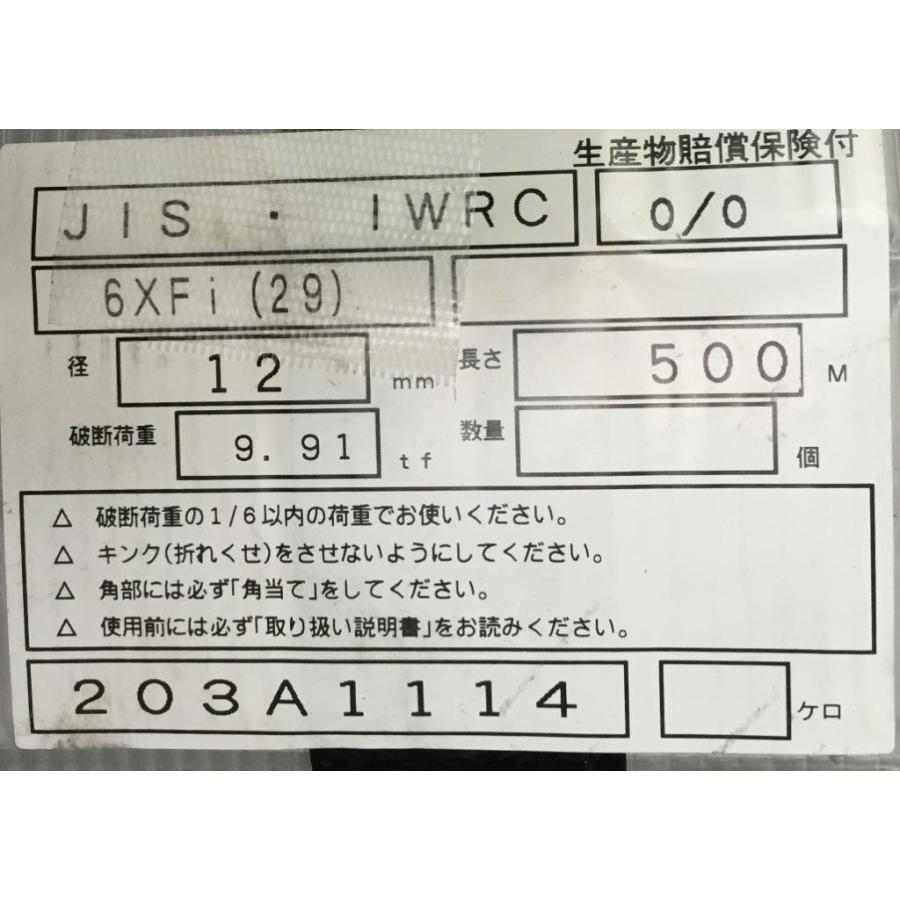 生産物賠償保険付
JIS ・ IWRC O/O
6XFi(29)
径 12 mm 長さ 500 M
破断荷重 9.91 tf 数量 個
△ 破断荷重の1/6以内の荷重でお使いください。
△ キンク(折れくせ)をさせないようにしてください。
△ 角部には必ず「角当て」をしてください。
△ 使用前には必ず「取り扱い説明書」をお読みください。
203A1114 ケロ